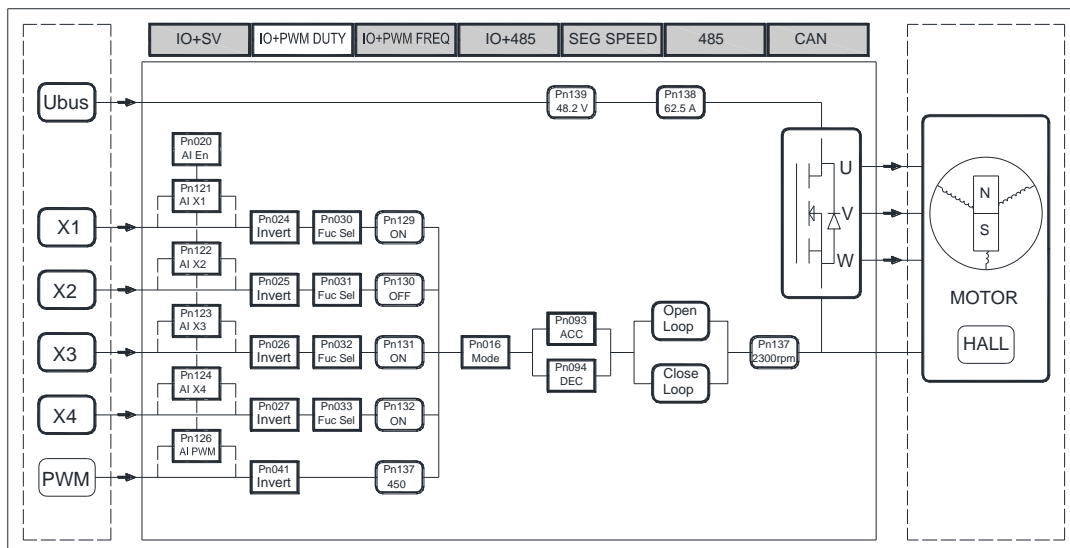 IO+SV
IO+PWM DUTY
IO+PWM FREQ
IO+485
SEG SPEED
485
CAN
Ubus
Pn139
48.2 V
Pn138
62.5 A
Pn020
AI En
Pn121
AI X1
X1
Pn024
Invert
Pn030
Fuc Sel
Pn129
ON
Pn122
AI X2
X2
Pn025
Invert
Pn031
Fuc Sel
Pn130
OFF
Pn123
AI X3
X3
Pn026
Invert
Pn032
Fuc Sel
Pn131
ON
Pn124
AI X4
X4
Pn027
Invert
Pn033
Fuc Sel
Pn132
ON
Pn126
AI PWM
PWM
Pn041
Invert
Pn137
450
Pn016
Mode
Pn093
ACC
Pn094
DEC
Open
Loop
Close
Loop
Pn137
2300rpm
U
V
W
N
S
MOTOR
HALL